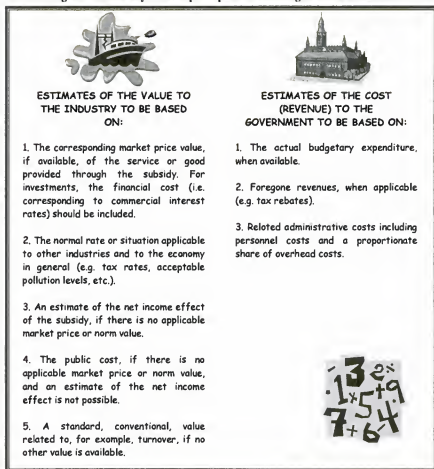 ESTIMATES OF THE VALUE TO
THE INDUSTRY TO BE BASED
ON:
1. The corresponding market price value,
if available, of the service or good
provided through the subsidy. For
investments, the financial cost (i.e.
corresponding to commercial interest
rates) should be included.
2. The normal rate or situation applicable
to other industries and to the economy
in general (e.g. tax rates, acceptable
pollution levels, etc.).
3. An estimate of the net income effect
of the subsidy, if there is no applicable
market price or norm value.
4. The public cost, if there is no
applicable market price or norm value,
and an estimate of the net income
effect is not possible.
5. A standard, conventional, value
related to, for example, turnover, if no
other value is available.
ESTIMATES OF THE COST
(REVENUE) TO THE
GOVERNMENT TO BE BASED ON:
1. The actual budgetary expenditure,
when available.
2. Foregone revenues, when applicable
(e.g. tax rebates).
3. Related administrative costs including
personnel costs and a proportionate
share of overhead costs.